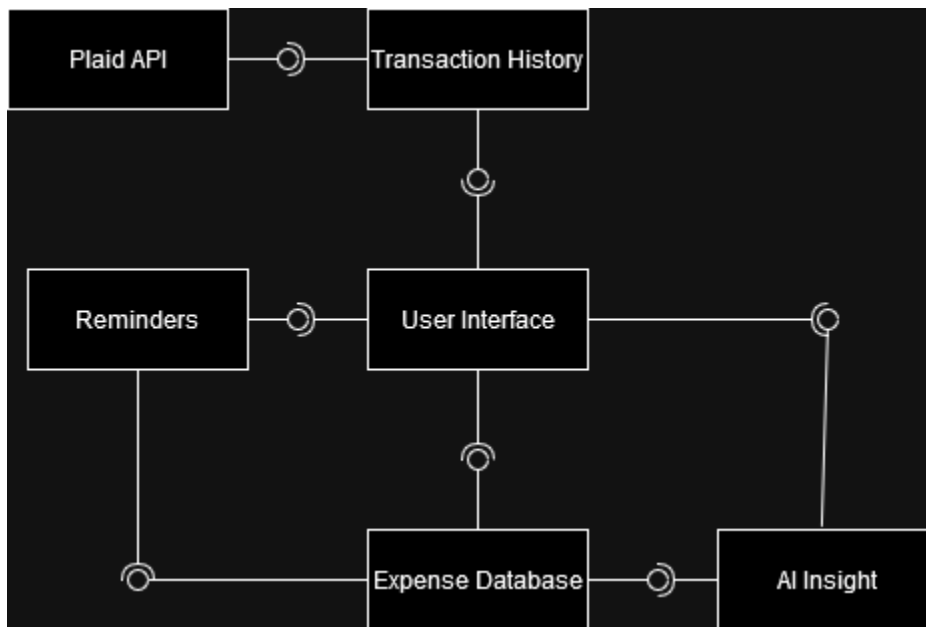 Plaid API
Transaction History
Reminders
User Interface
Expense Database
AI Insight